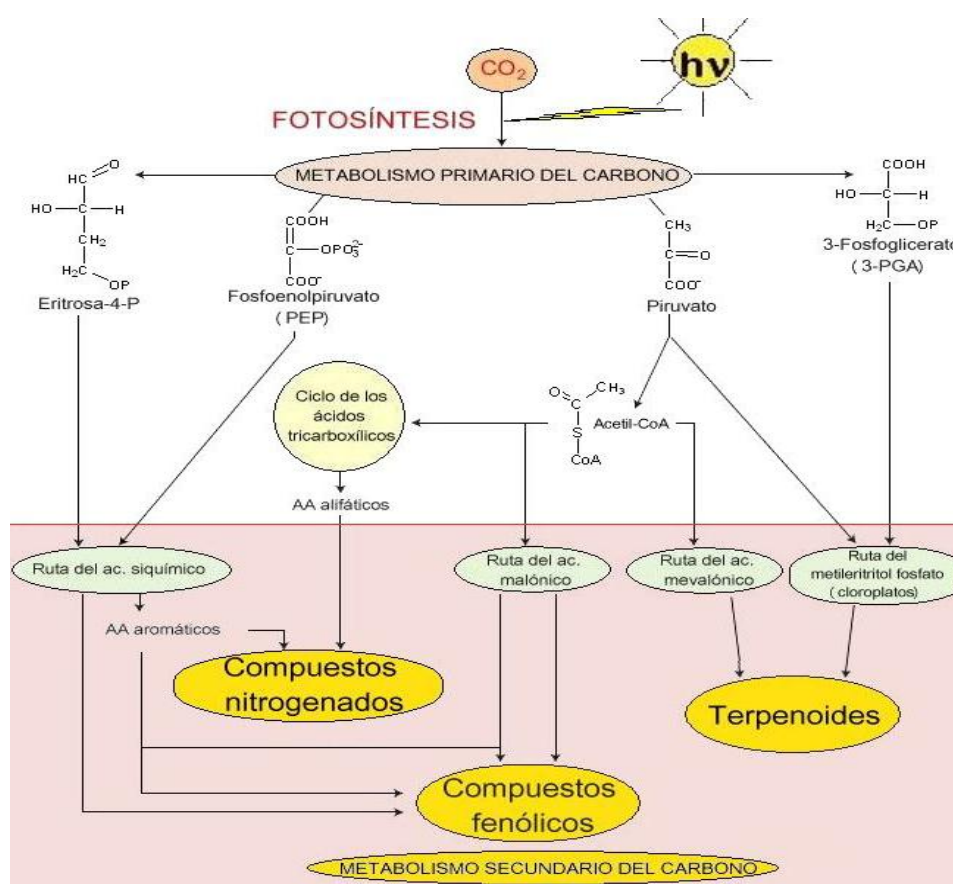 CO₂
hν
FOTOSÍNTESIS
METABOLISMO PRIMARIO DEL CARBONO
HC
O
HO
H
CH₂
H₂C
OP
Eritrosa-4-P
COOH
C
OPO₃²⁻
COO⁻
Fosfoenolpiruvato
( PEP)
CH₃
C
O
COO⁻
Piruvato
COOH
HO
C
H
H₂C
OP
3-Fosfoglicerato
( 3-PGA)
Ciclo de los
ácidos
tricarboxílicos
O
CH₃
C
S
CoA
Acetil-CoA
AA alifáticos
Ruta del ac. siquímico
Ruta del ac.
malónico
Ruta del ac.
mevalónico
Ruta del
metileritritol fosfato
( cloroplatos)
AA aromáticos
Compuestos
nitrogenados
Terpenoides
Compuestos
fenólicos
METABOLISMO SECUNDARIO DEL CARBONO